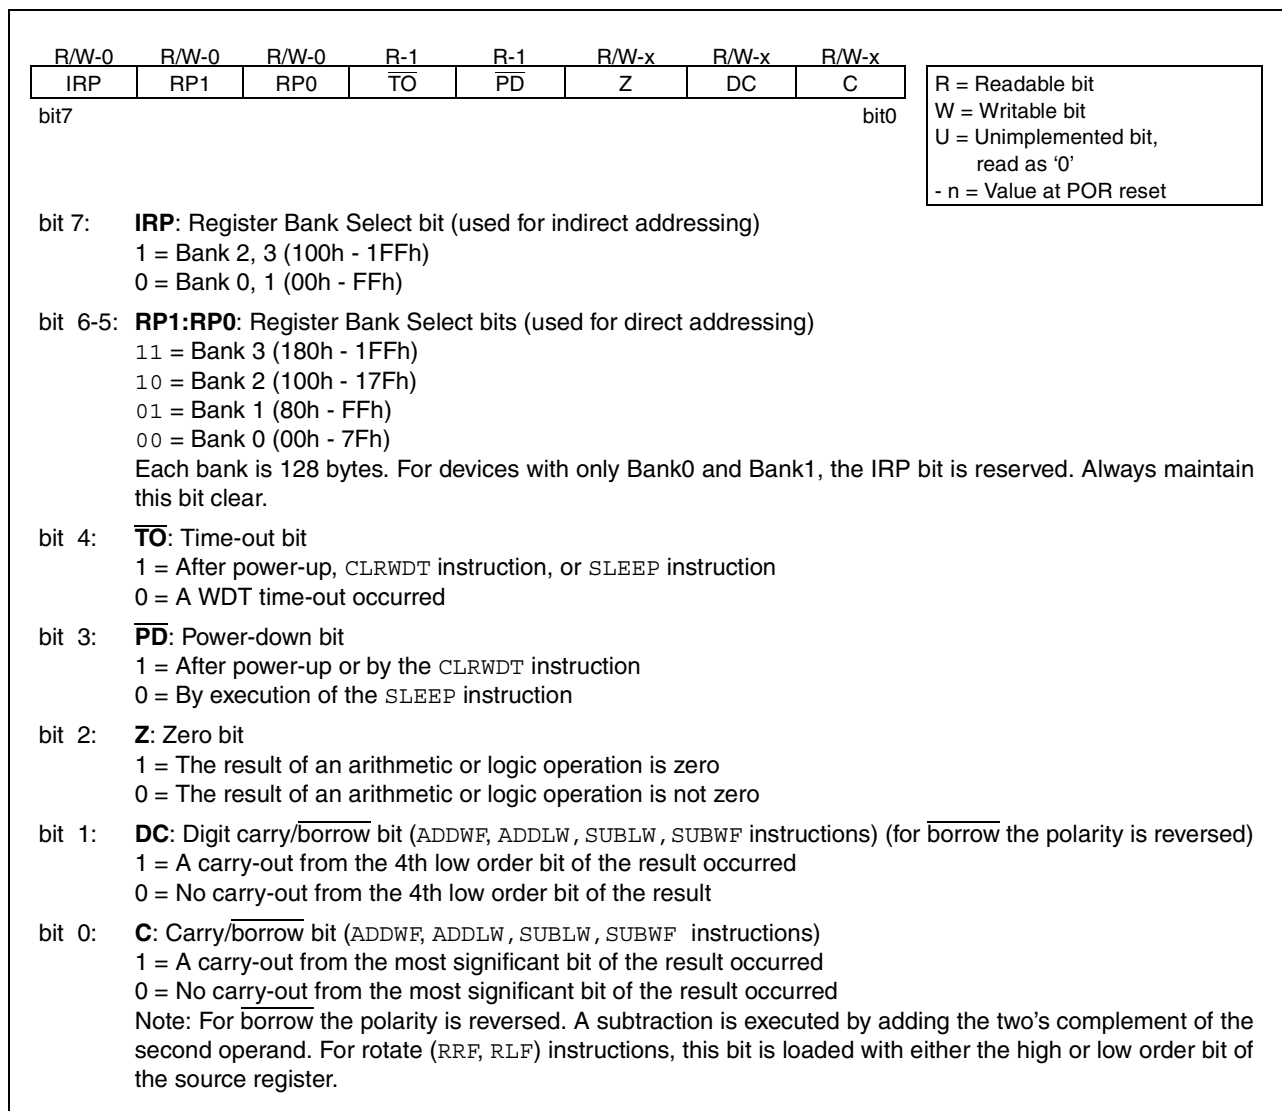 R/W-0 R/W-0 R/W-0 R-1 R-1 R/W-x R/W-x R/W-x
IRP RP1 RP0 T̅O̅ P̅D̅ Z DC C
bit7 bit0
R = Readable bit
W = Writable bit
U = Unimplemented bit,
read as ‘0’
- n = Value at POR reset
bit 7: IRP: Register Bank Select bit (used for indirect addressing)
1 = Bank 2, 3 (100h - 1FFh)
0 = Bank 0, 1 (00h - FFh)
bit 6-5: RP1:RP0: Register Bank Select bits (used for direct addressing)
11 = Bank 3 (180h - 1FFh)
10 = Bank 2 (100h - 17Fh)
01 = Bank 1 (80h - FFh)
00 = Bank 0 (00h - 7Fh)
Each bank is 128 bytes. For devices with only Bank0 and Bank1, the IRP bit is reserved. Always maintain
this bit clear.
bit 4: T̅O̅: Time-out bit
1 = After power-up, CLRWDT instruction, or SLEEP instruction
0 = A WDT time-out occurred
bit 3: P̅D̅: Power-down bit
1 = After power-up or by the CLRWDT instruction
0 = By execution of the SLEEP instruction
bit 2: Z: Zero bit
1 = The result of an arithmetic or logic operation is zero
0 = The result of an arithmetic or logic operation is not zero
bit 1: DC: Digit carry/b̅o̅r̅r̅o̅w̅ bit (ADDWF, ADDLW, SUBLW, SUBWF instructions) (for b̅o̅r̅r̅o̅w̅ the polarity is reversed)
1 = A carry-out from the 4th low order bit of the result occurred
0 = No carry-out from the 4th low order bit of the result
bit 0: C: Carry/b̅o̅r̅r̅o̅w̅ bit (ADDWF, ADDLW, SUBLW, SUBWF instructions)
1 = A carry-out from the most significant bit of the result occurred
0 = No carry-out from the most significant bit of the result occurred
Note: For b̅o̅r̅r̅o̅w̅ the polarity is reversed. A subtraction is executed by adding the two’s complement of the
second operand. For rotate (RRF, RLF) instructions, this bit is loaded with either the high or low order bit of
the source register.